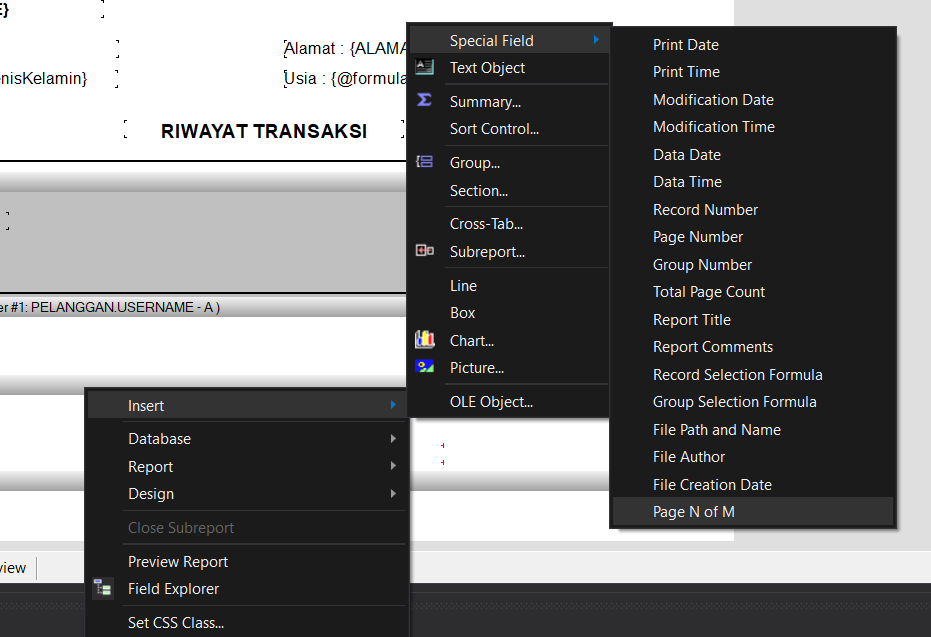 E}
Alamat : {ALAMA
enisKelamin}
Usia : {@formula
RIWAYAT TRANSAKSI
er #1: PELANGGAN.USERNAME - A )
view
Insert
Database
Report
Design
Close Subreport
Preview Report
Field Explorer
Set CSS Class...
Special Field
Text Object
Summary...
Sort Control...
Group...
Section...
Cross-Tab...
Subreport...
Line
Box
Chart...
Picture...
OLE Object...
Print Date
Print Time
Modification Date
Modification Time
Data Date
Data Time
Record Number
Page Number
Group Number
Total Page Count
Report Title
Report Comments
Record Selection Formula
Group Selection Formula
File Path and Name
File Author
File Creation Date
Page N of M